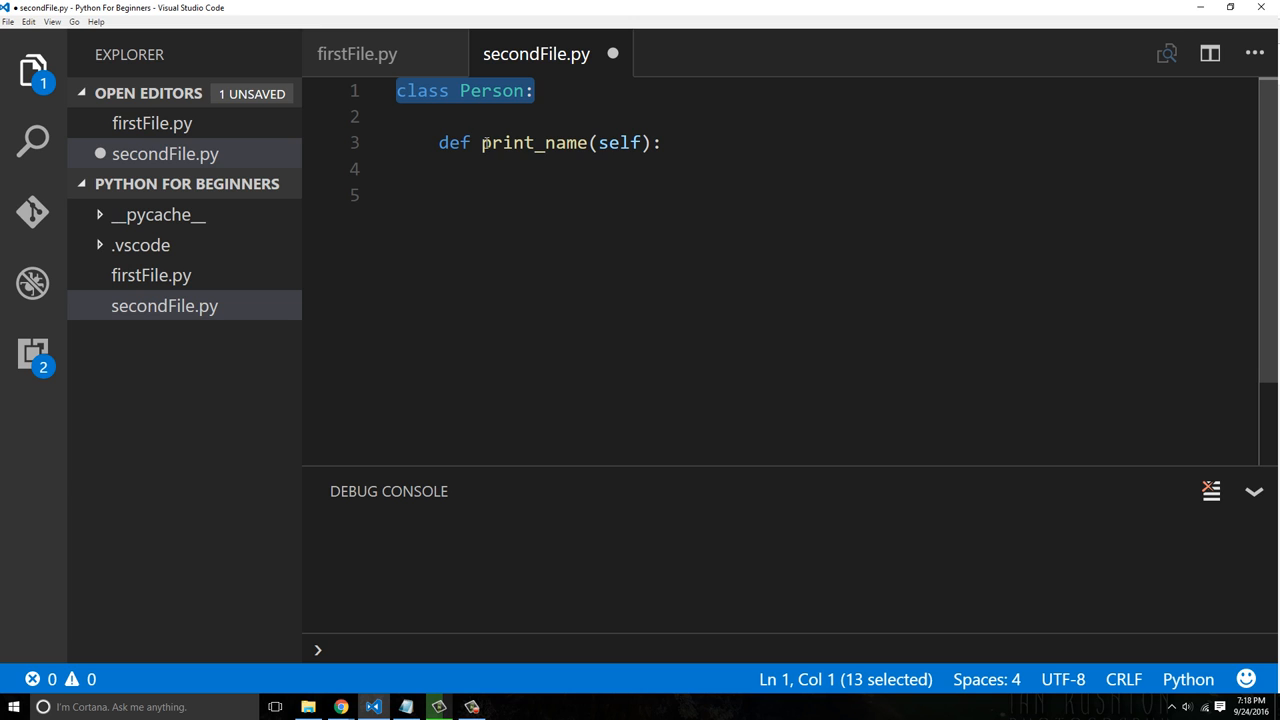 secondFile.py - Python For Beginners - Visual Studio Code
File Edit View Go Help
EXPLORER
OPEN EDITORS 1 UNSAVED
firstFile.py
secondFile.py
PYTHON FOR BEGINNERS
__pycache__
.vscode
firstFile.py
secondFile.py
1
2
firstFile.py secondFile.py
1 class Person:
2
3 def print_name(self):
4
5
DEBUG CONSOLE
0 0 Ln 1, Col 1 (13 selected) Spaces: 4 UTF-8 CRLF Python
I'm Cortana. Ask me anything.
7:18 PM
9/24/2016